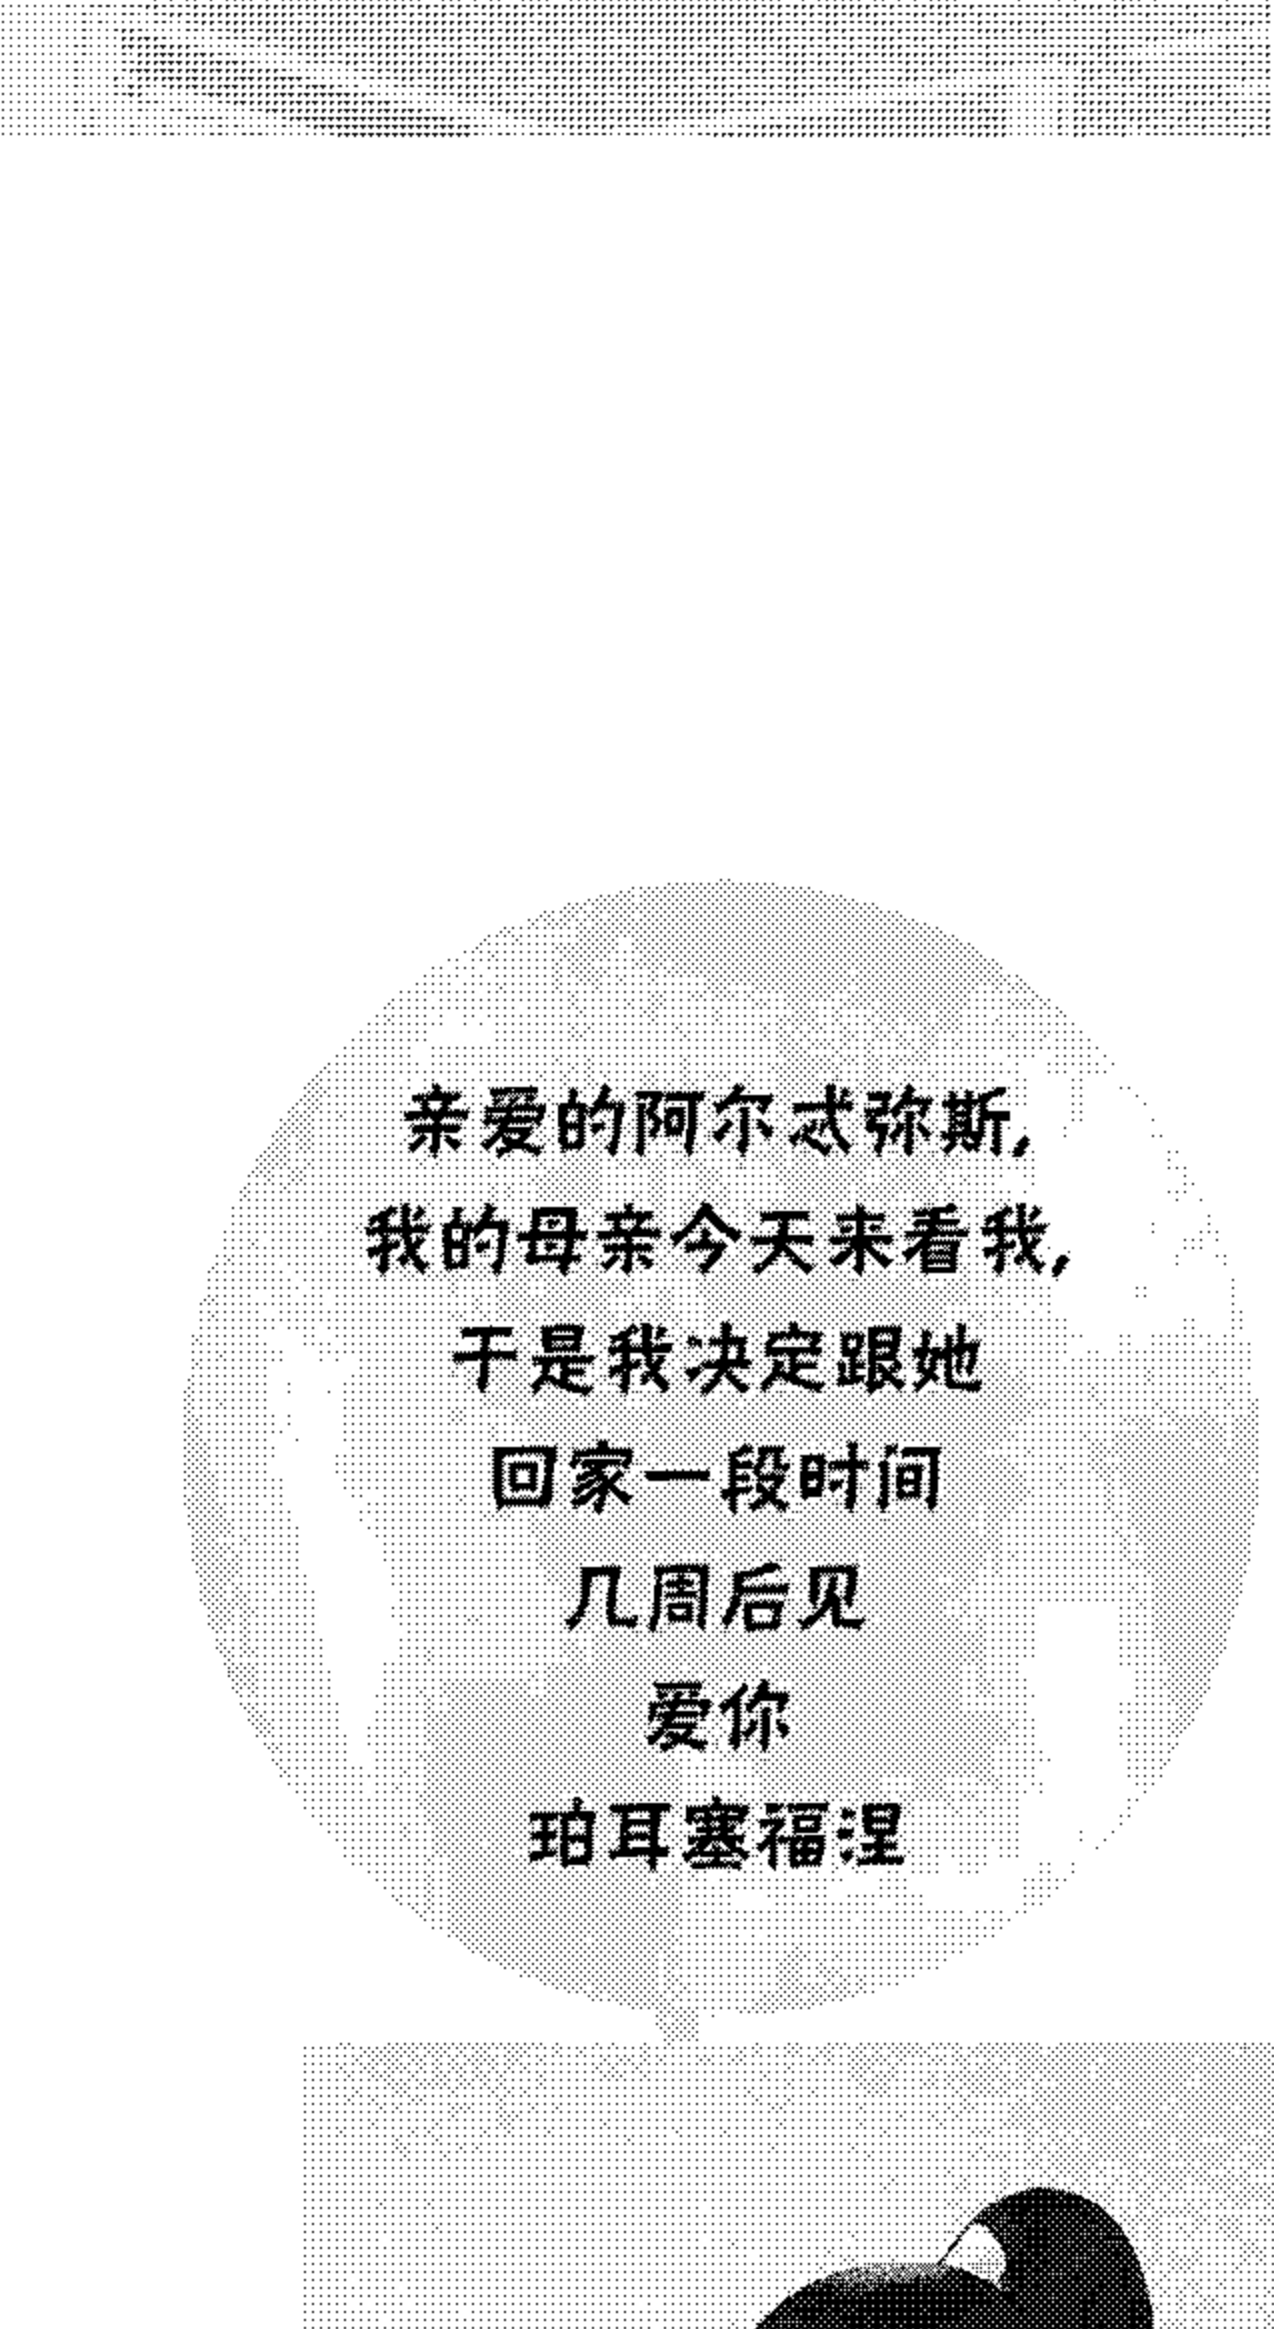 亲爱的阿尔忒弥斯,
我的母亲今天来看我,
于是我决定跟她
回家一段时间
几周后见
爱你
珀耳塞福涅